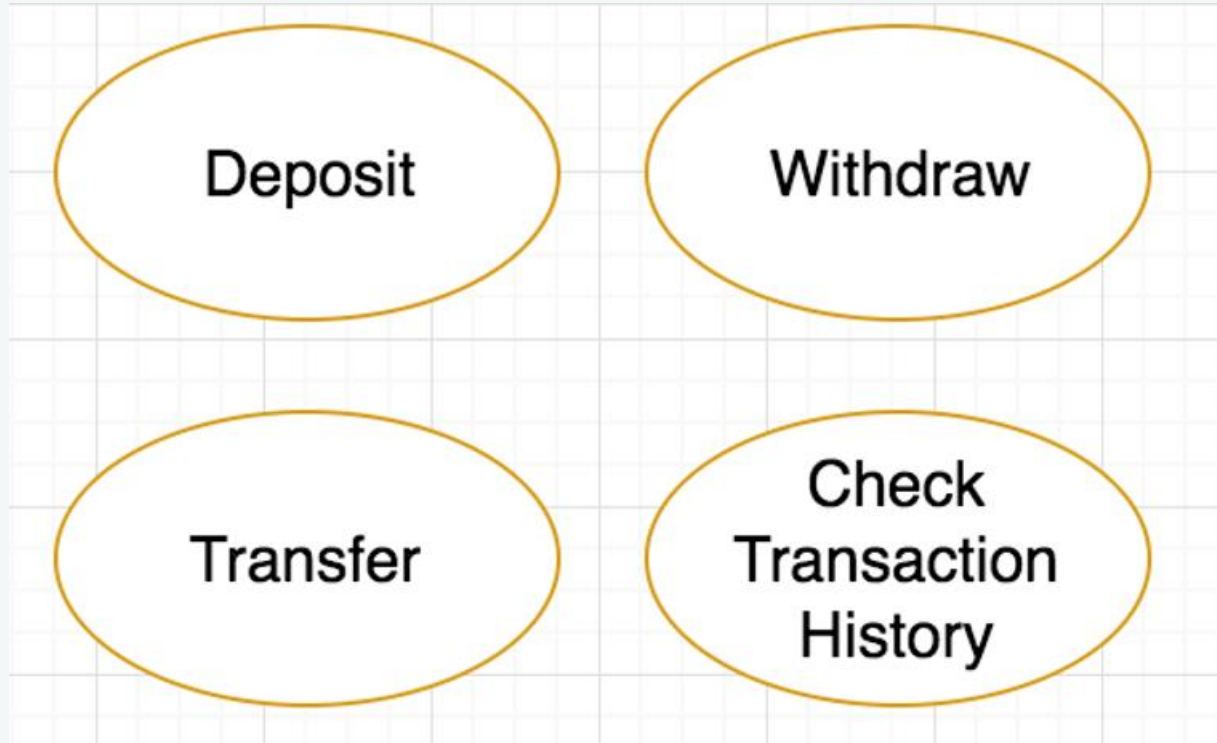 Deposit
Withdraw
Transfer
Check
Transaction
History